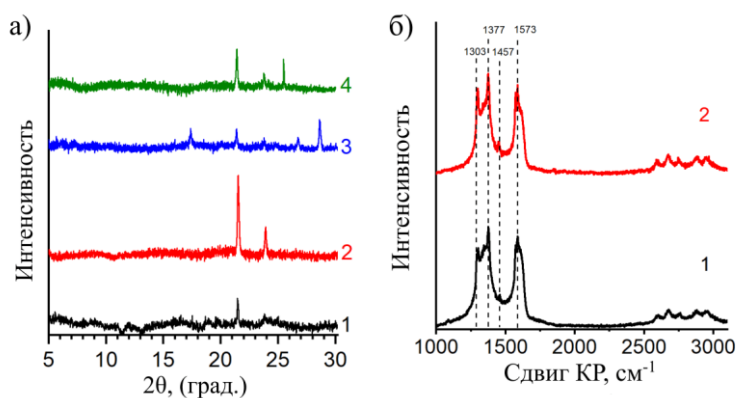 а)
Интенсивность
4
3
2
1
5 10 15 20 25 30
2θ, (град.)
б)
1377 1573
1303 1457
Интенсивность
2
1
1000 1500 2000 2500 3000
Сдвиг КР, см⁻¹